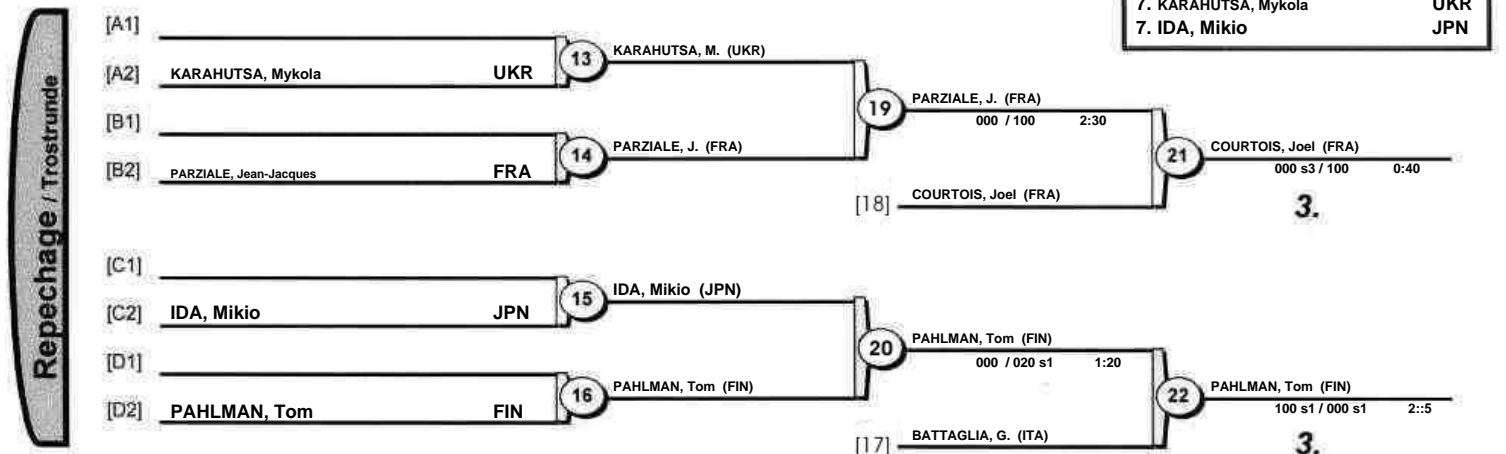 7. KARAHUTSA, Mykola UKR
7. IDA, Mikio JPN
Repechage / Trostrunde
[A1]
[A2] KARAHUTSA, Mykola UKR
13
KARAHUTSA, M. (UKR)
[B1]
[B2] PARZIALE, Jean-Jacques FRA
14
PARZIALE, J. (FRA)
19
PARZIALE, J. (FRA)
000 / 100 2:30
[18] COURTOIS, Joel (FRA)
21
COURTOIS, Joel (FRA)
000 s3 / 100 0:40
3.
[C1]
[C2] IDA, Mikio JPN
15
IDA, Mikio (JPN)
[D1]
[D2] PAHLMAN, Tom FIN
16
PAHLMAN, Tom (FIN)
20
PAHLMAN, Tom (FIN)
000 / 020 s1 1:20
[17] BATTAGLIA, G. (ITA)
22
PAHLMAN, Tom (FIN)
100 s1 / 000 s1 2::5
3.